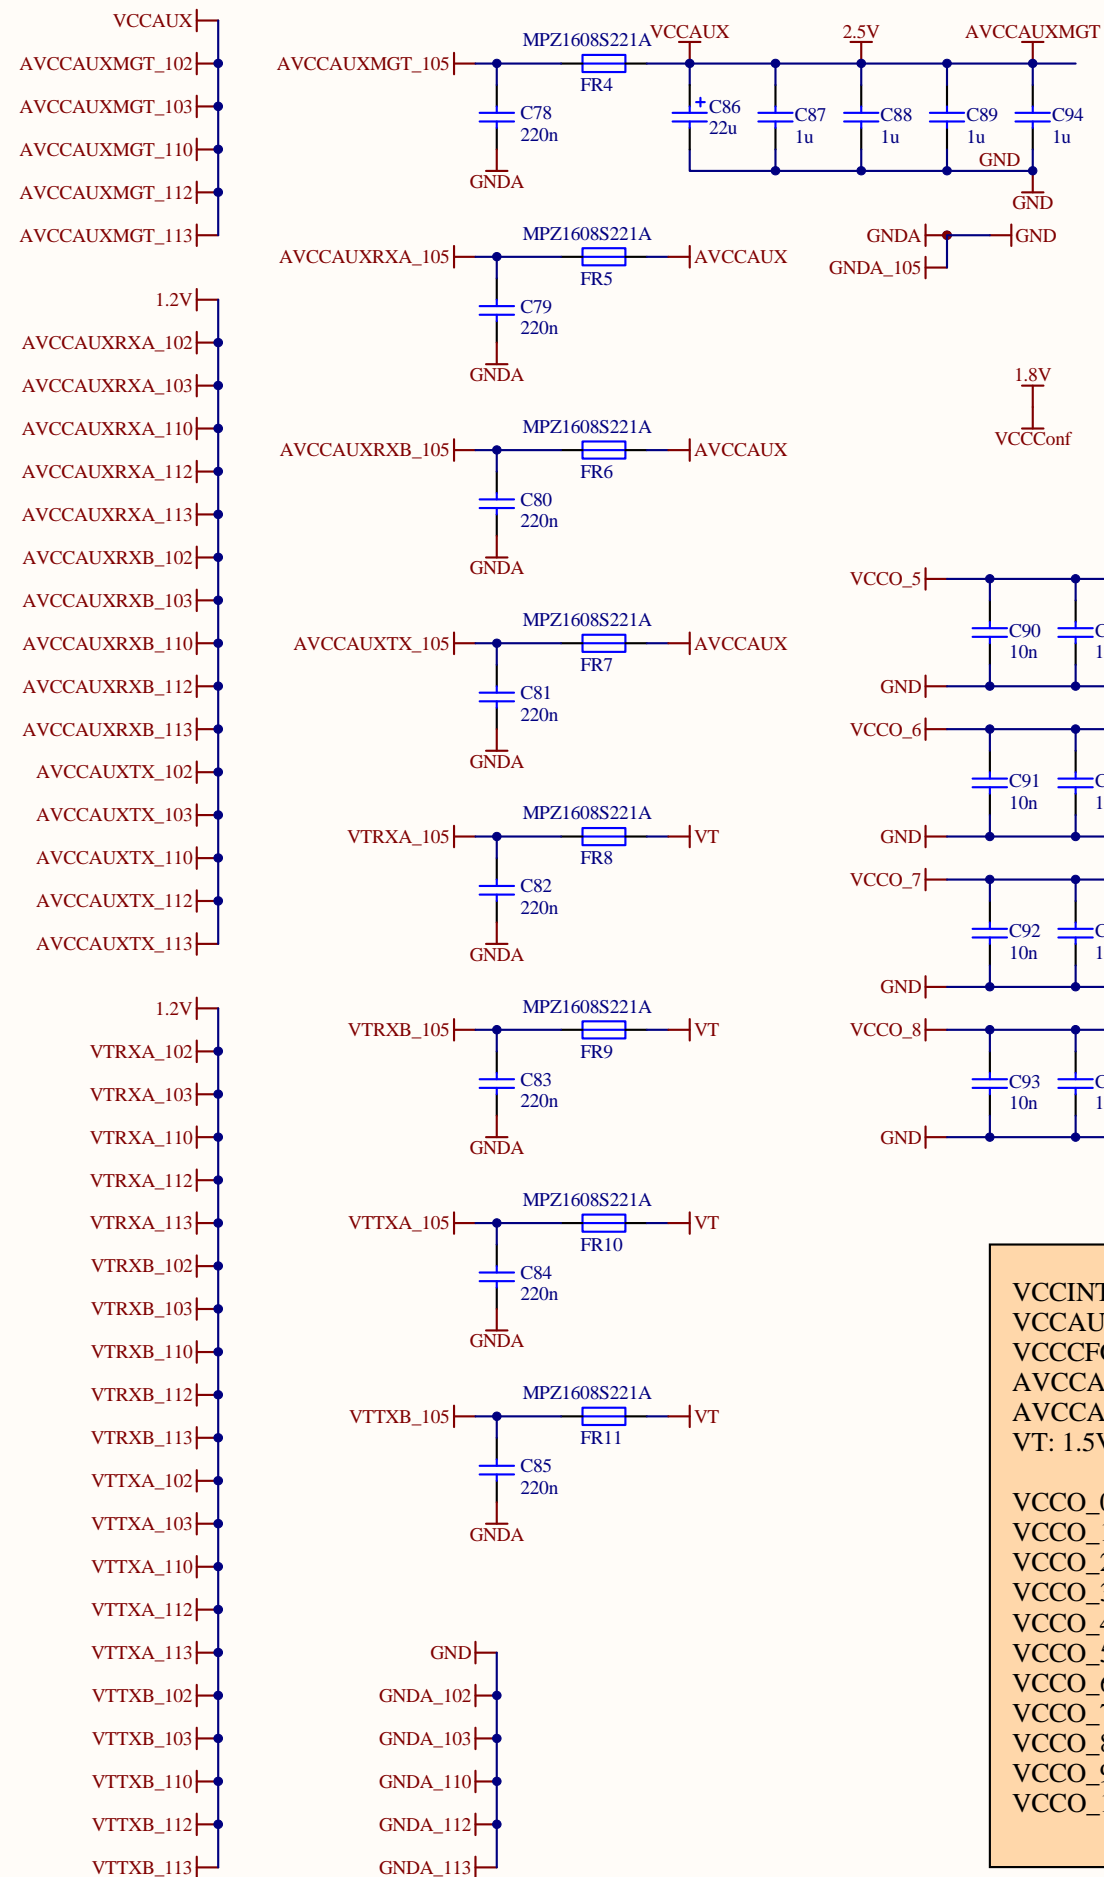 VCCAUX
AVCCAUXMGT_102
AVCCAUXMGT_103
AVCCAUXMGT_110
AVCCAUXMGT_112
AVCCAUXMGT_113
1.2V
AVCCAUXRXA_102
AVCCAUXRXA_103
AVCCAUXRXA_110
AVCCAUXRXA_112
AVCCAUXRXA_113
AVCCAUXRXB_102
AVCCAUXRXB_103
AVCCAUXRXB_110
AVCCAUXRXB_112
AVCCAUXRXB_113
AVCCAUXTX_102
AVCCAUXTX_103
AVCCAUXTX_110
AVCCAUXTX_112
AVCCAUXTX_113
1.2V
VTRXA_102
VTRXA_103
VTRXA_110
VTRXA_112
VTRXA_113
VTRXB_102
VTRXB_103
VTRXB_110
VTRXB_112
VTRXB_113
VTTXA_102
VTTXA_103
VTTXA_110
VTTXA_112
VTTXA_113
VTTXB_102
VTTXB_103
VTTXB_110
VTTXB_112
VTTXB_113
MPZ1608S221A
AVCCAUXMGT_105
FR4
C78
220n
GNDA
MPZ1608S221A
AVCCAUXRXA_105 AVCCAUX
FR5
C79
220n
GNDA
MPZ1608S221A
AVCCAUXRXB_105 AVCCAUX
FR6
C80
220n
GNDA
MPZ1608S221A
AVCCAUXTX_105 AVCCAUX
FR7
C81
220n
GNDA
MPZ1608S221A
VTRXA_105 VT
FR8
C82
220n
GNDA
MPZ1608S221A
VTRXB_105 VT
FR9
C83
220n
GNDA
MPZ1608S221A
VTTXA_105 VT
FR10
C84
220n
GNDA
MPZ1608S221A
VTTXB_105 VT
FR11
C85
220n
GNDA
GND
GNDA_102
GNDA_103
GNDA_110
GNDA_112
GNDA_113
VCCAUX 2.5V AVCCAUXMGT
+ C86 C87 C88 C89 C94
22u 1u 1u 1u 1u
GND
GND
GNDA GND
GNDA_105
1.8V
VCCConf
VCCO_5
C90
10n
GND
VCCO_6
C91
10n
GND
VCCO_7
C92
10n
GND
VCCO_8
C93
10n
GND
VT: 1.5V